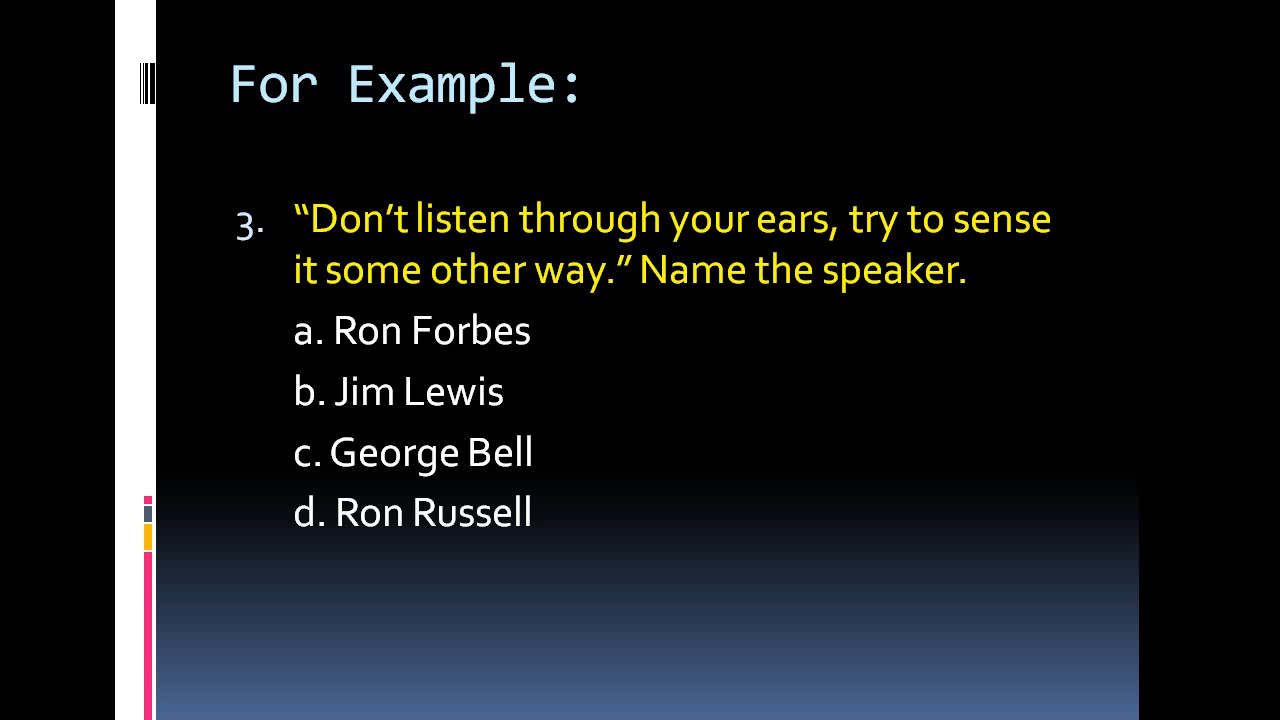 For Example:
3. “Don’t listen through your ears, try to sense
it some other way.” Name the speaker.
a. Ron Forbes
b. Jim Lewis
c. George Bell
d. Ron Russell